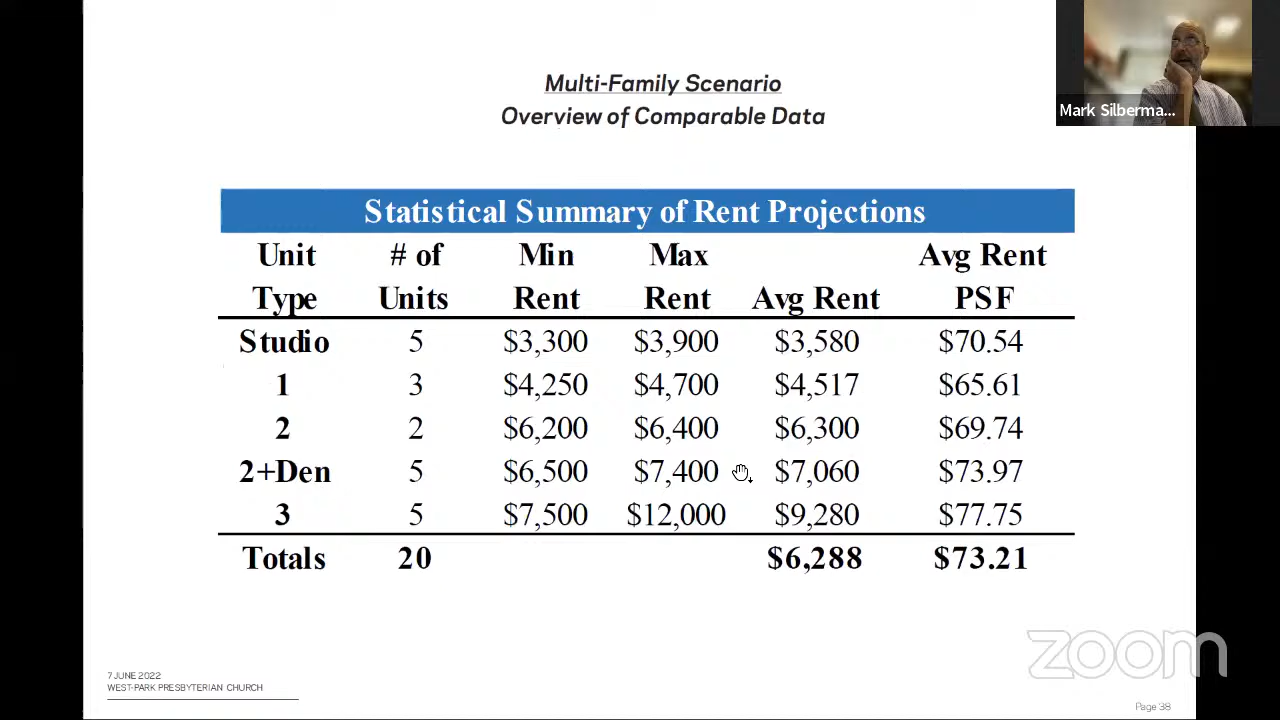 Multi-Family Scenario
Overview of Comparable Data
Mark Silberma...
Statistical Summary of Rent Projections
Unit Type # of Units Min Rent Max Rent Avg Rent Avg Rent PSF
Studio 5 $3,300 $3,900 $3,580 $70.54
1 3 $4,250 $4,700 $4,517 $65.61
2 2 $6,200 $6,400 $6,300 $69.74
2+Den 5 $6,500 $7,400 $7,060 $73.97
3 5 $7,500 $12,000 $9,280 $77.75
Totals 20 $6,288 $73.21
zoom
7 JUNE 2022
WEST-PARK PRESBYTERIAN CHURCH
Page 38